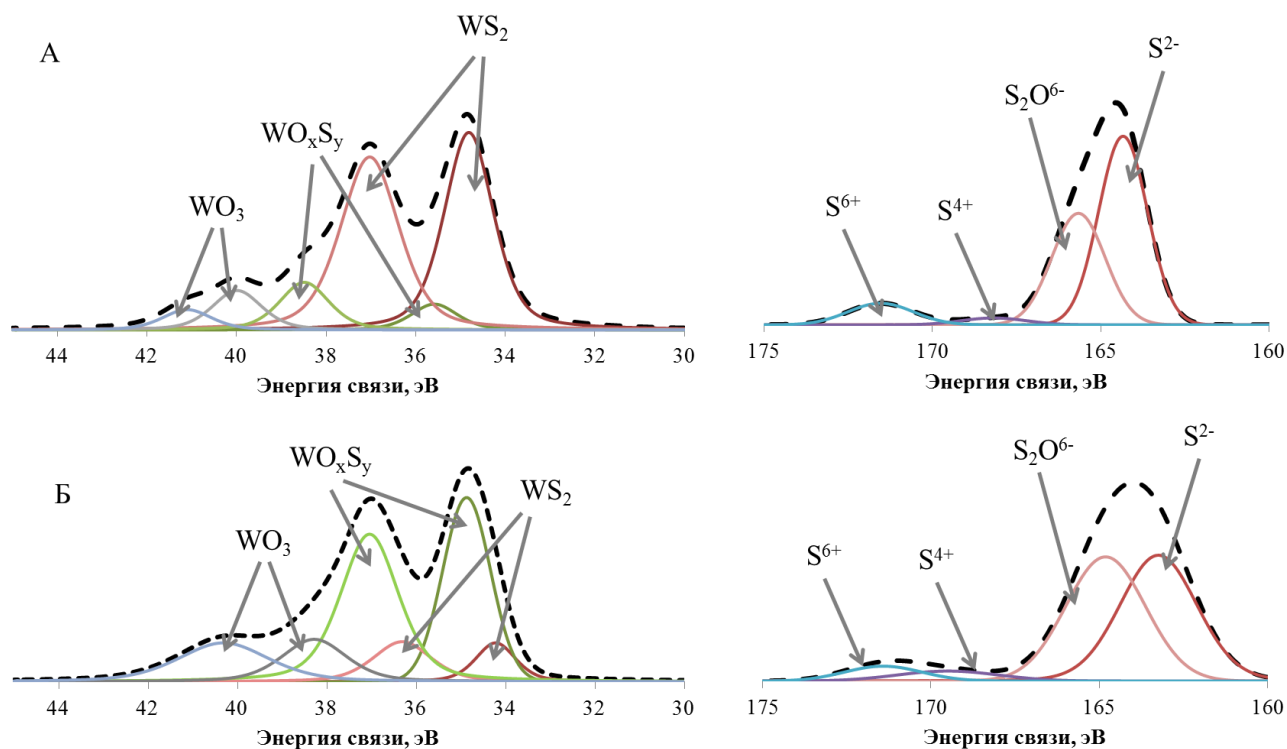 А
WS₂
WOₓSᵧ
WO₃
44 42 40 38 36 34 32 30
Энергия связи, эВ
S²⁻
S₂O⁶⁻
S⁶⁺
S⁴⁺
175 170 165 160
Энергия связи, эВ
Б
WOₓSᵧ
WS₂
WO₃
44 42 40 38 36 34 32 30
Энергия связи, эВ
S²⁻
S₂O⁶⁻
S⁶⁺
S⁴⁺
175 170 165 160
Энергия связи, эВ